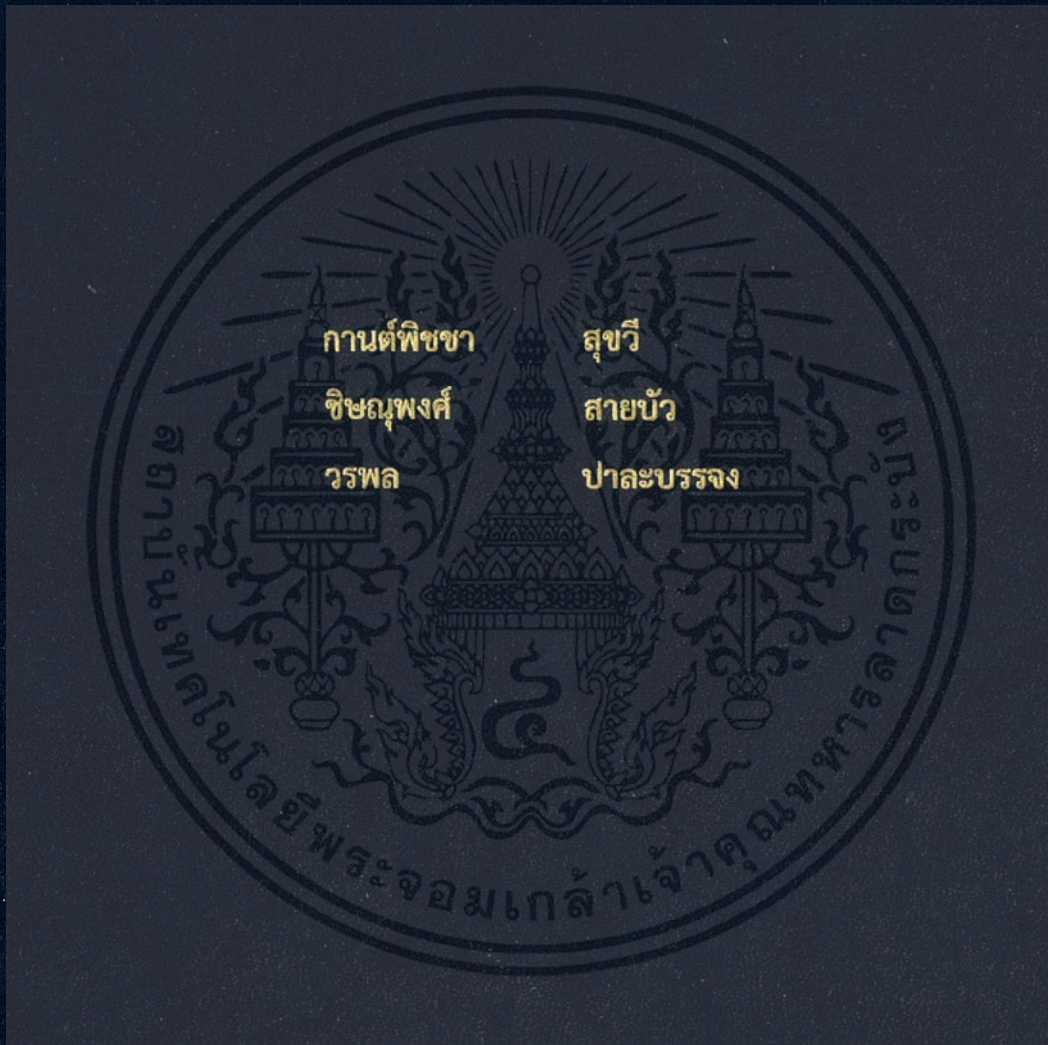 กานต์พิชชา สุขวี
ชิษณุพงศ์ สายบัว
วรพล ปาละบรรจง
๔
สถาบันเทคโนโลยีพระจอมเกล้าเจ้าคุณทหารลาดกระบัง